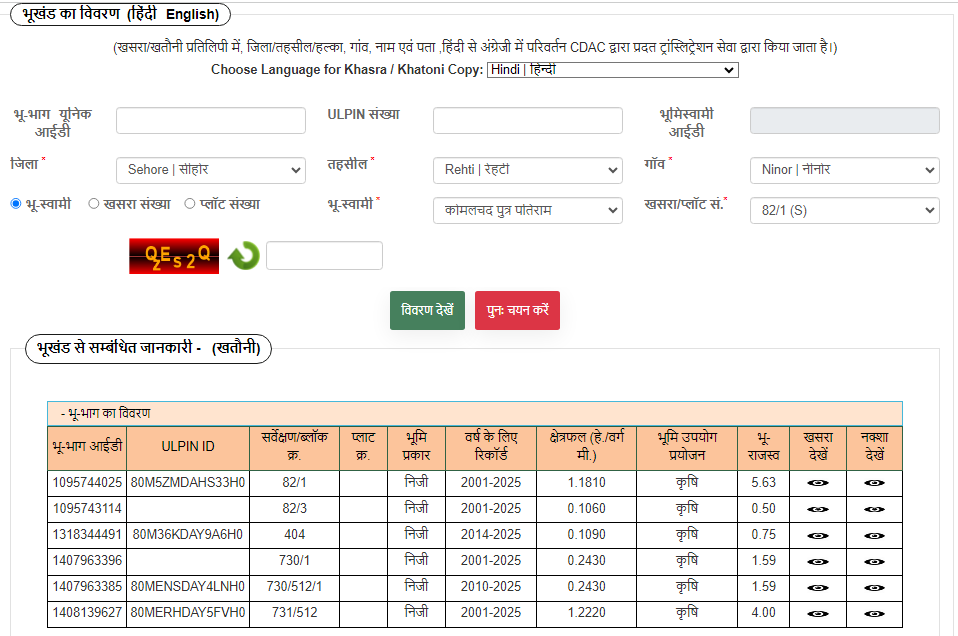 भूखंड का विवरण (हिंदी English)
(खसरा/खतौनी प्रतिलिपी में, जिला/तहसील/हल्का, गांव, नाम एवं पता ,हिंदी से अंग्रेजी में परिवर्तन CDAC द्वारा प्रदत ट्रांस्लिट्रेशन सेवा द्वारा किया जाता है।)
Choose Language for Khasra / Khatoni Copy: Hindi | हिन्दी
भू-भाग यूनिक आईडी ULPIN संख्या भूमिस्वामी आईडी
जिला * Sehore | सीहोर तहसील * Rehti | रेहटी गाँव * Ninor | नीनोर
भू-स्वामी खसरा संख्या प्लॉट संख्या भू-स्वामी * कोमलचद पुत्र पतिराम खसरा/प्लॉट सं.* 82/1 (S)
QzEs2Q
विवरण देखें पुनः चयन करें
भूखंड से सम्बंधित जानकारी - (खतौनी)
- भू-भाग का विवरण
भू-भाग आईडी ULPIN ID सर्वेक्षण/ब्लॉक क्र. प्लाट क्र. भूमि प्रकार वर्ष के लिए रिकॉर्ड क्षेत्रफल (हे./वर्ग मी.) भूमि उपयोग प्रयोजन भू-राजस्व खसरा देखें नक्शा देखें
1095744025 80M5ZMDAHS33H0 82/1 निजी 2001-2025 1.1810 कृषि 5.63
1095743114 82/3 निजी 2001-2025 0.1060 कृषि 0.50
1318344491 80M36KDAY9A6H0 404 निजी 2014-2025 0.1090 कृषि 0.75
1407963396 730/1 निजी 2001-2025 0.2430 कृषि 1.59
1407963385 80MENSDAY4LNH0 730/512/1 निजी 2010-2025 0.2430 कृषि 1.59
1408139627 80MERHDAY5FVH0 731/512 निजी 2001-2025 1.2220 कृषि 4.00